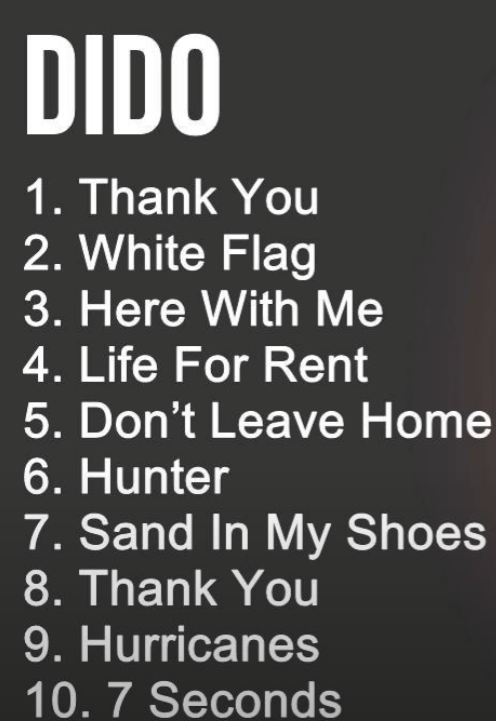 DIDO
1. Thank You
2. White Flag
3. Here With Me
4. Life For Rent
5. Don’t Leave Home
6. Hunter
7. Sand In My Shoes
8. Thank You
9. Hurricanes
10. 7 Seconds